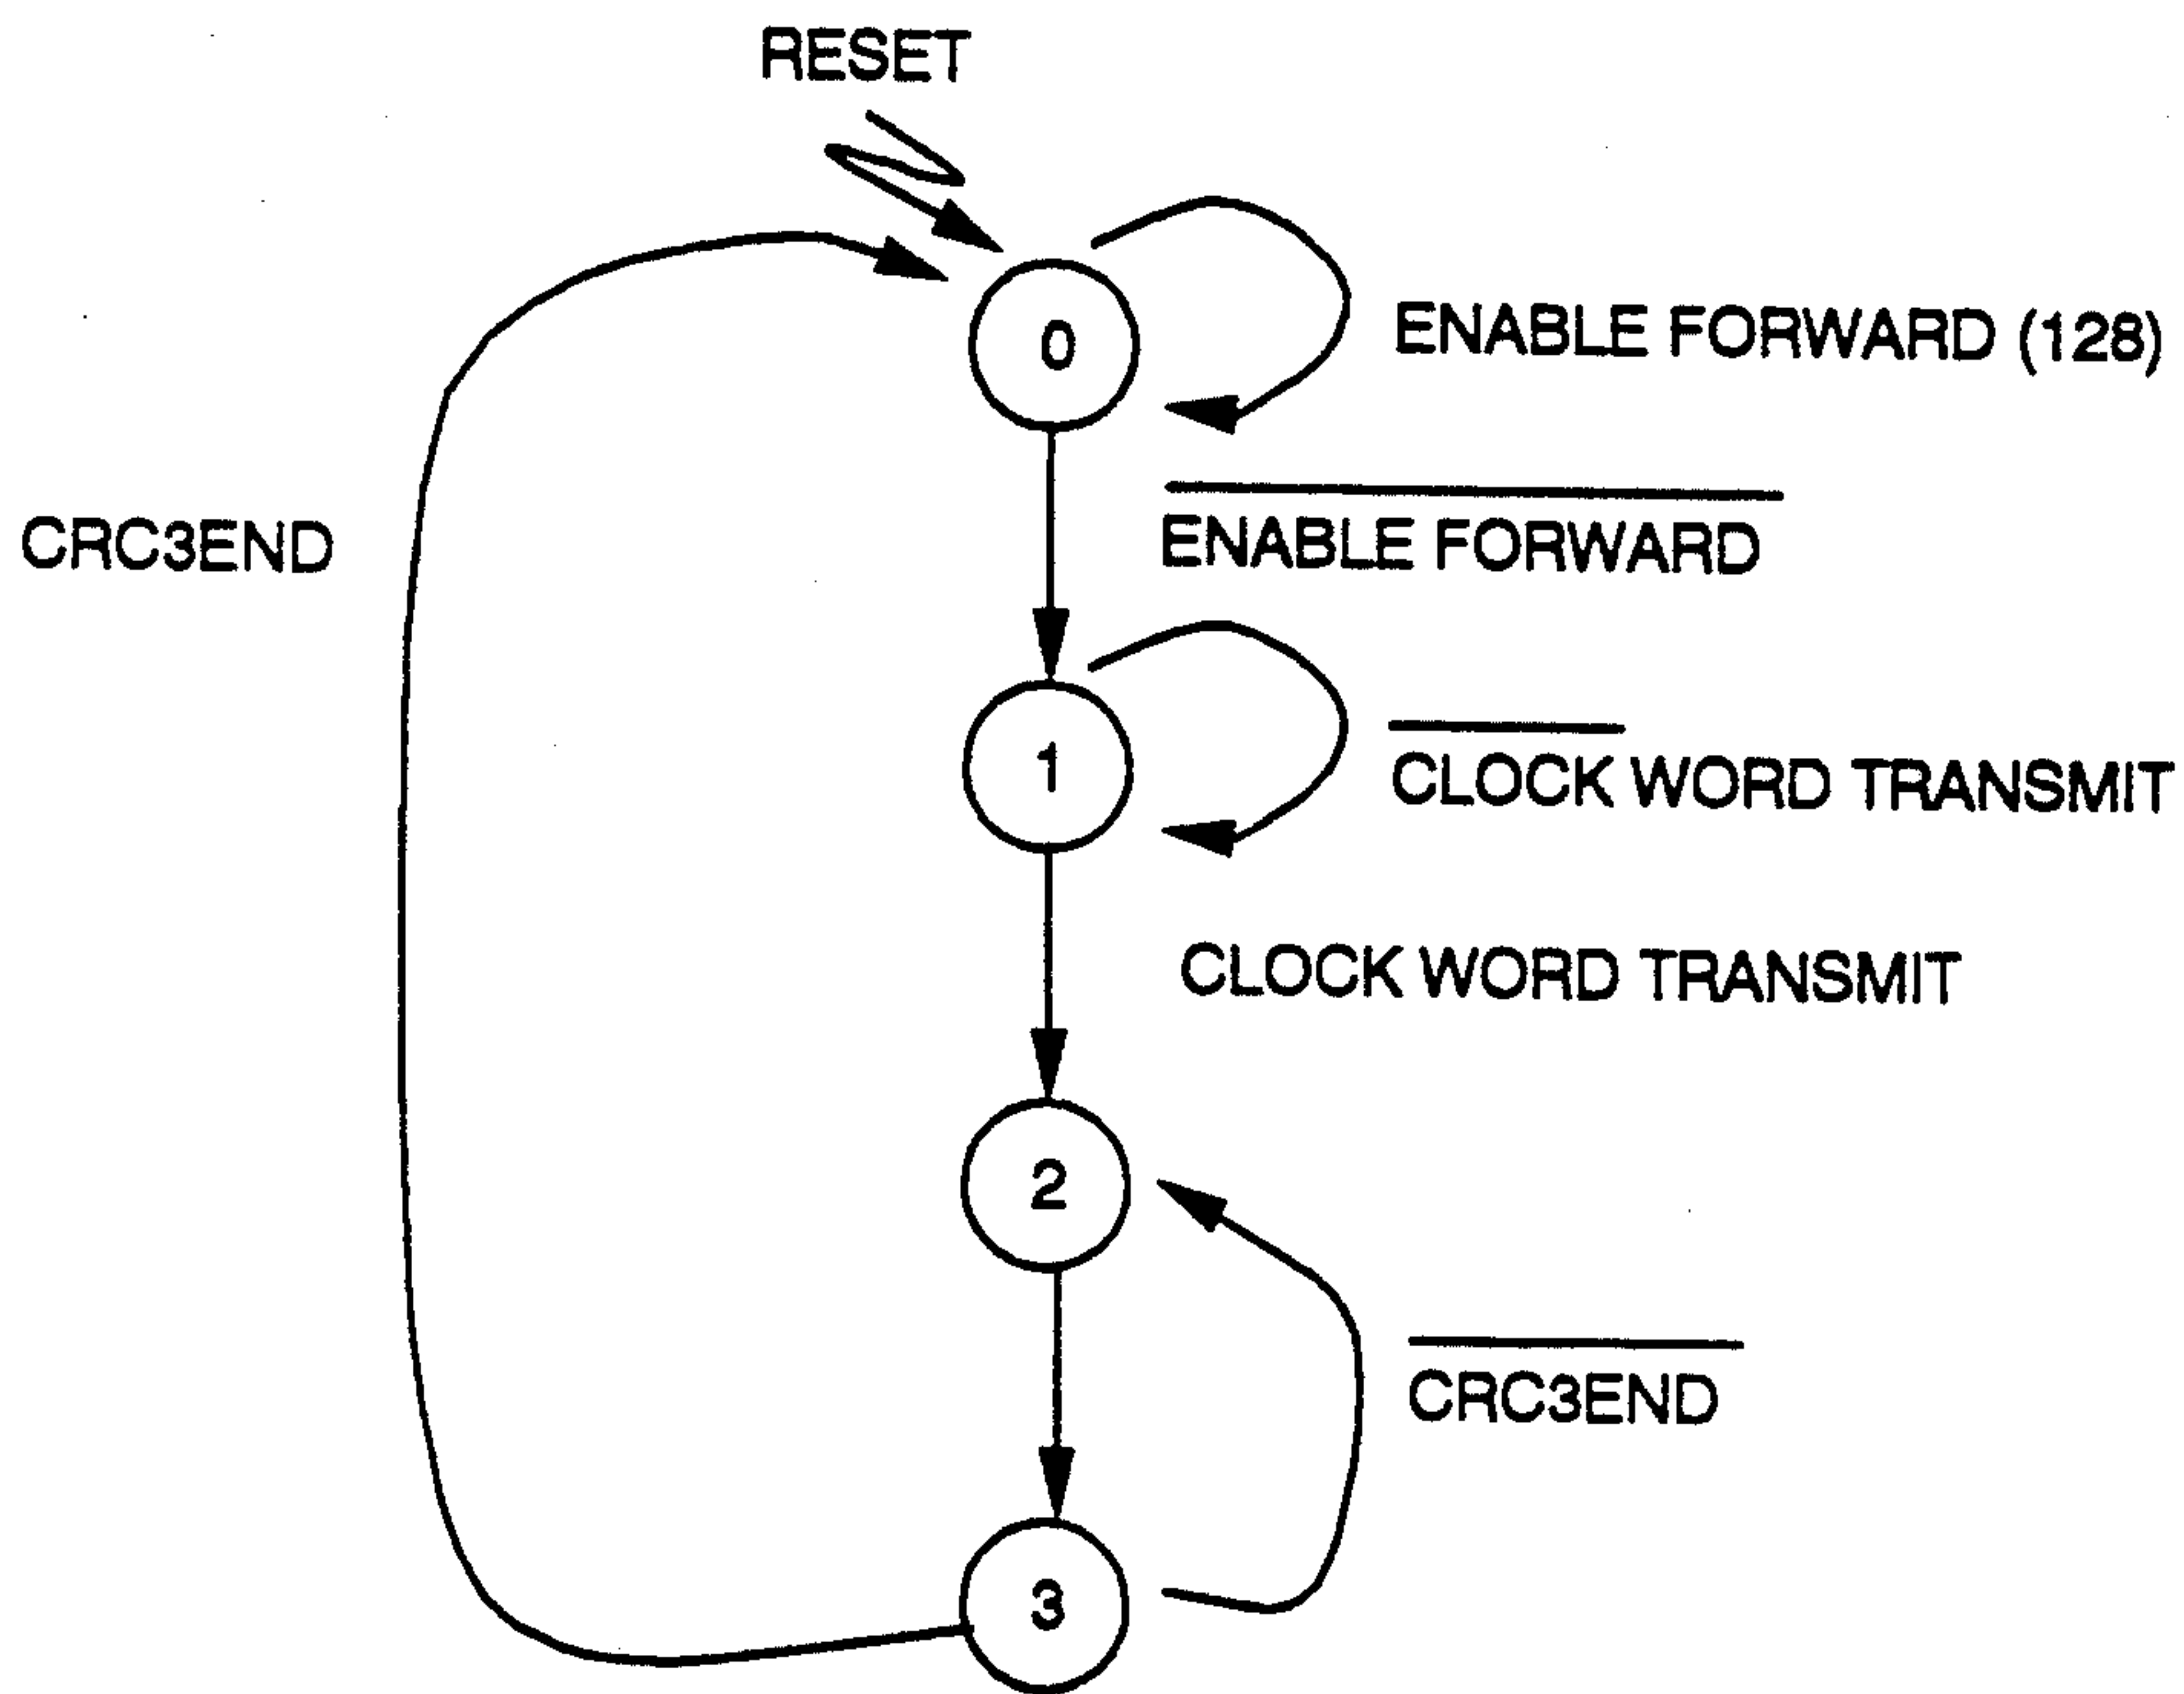 RESET
0
ENABLE FORWARD (128)
CRC3END
ENABLE FORWARD
1
CLOCK WORD TRANSMIT
CLOCK WORD TRANSMIT
2
CRC3END
3